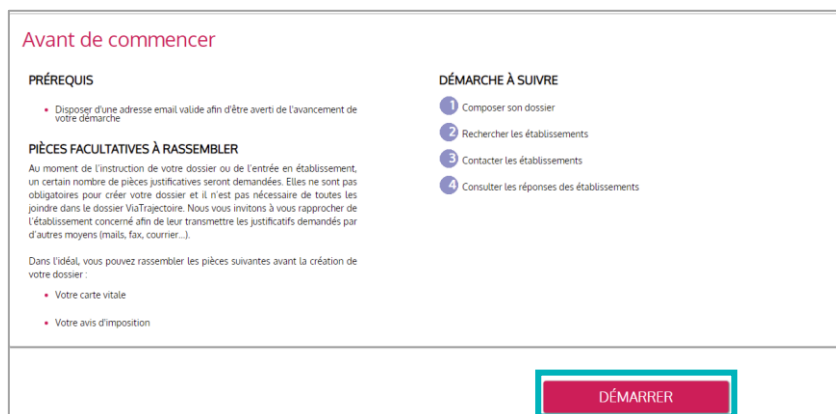 Avant de commencer
PRÉREQUIS
• Disposer d'une adresse email valide afin d'être averti de l'avancement de
votre démarche
PIÈCES FACULTATIVES À RASSEMBLER
Au moment de l'instruction de votre dossier ou de l'entrée en établissement,
un certain nombre de pièces justificatives seront demandées. Elles ne sont pas
obligatoires pour créer votre dossier et il n'est pas nécessaire de toutes les
joindre dans le dossier ViaTrajectoire. Nous vous invitons à vous rapprocher de
l'établissement concerné afin de leur transmettre les justificatifs demandés par
d'autres moyens (mails, fax, courrier...).
Dans l'idéal, vous pouvez rassembler les pièces suivantes avant la création de
votre dossier :
• Votre carte vitale
• Votre avis d'imposition
DÉMARCHE À SUIVRE
1 Composer son dossier
2 Rechercher les établissements
3 Contacter les établissements
4 Consulter les réponses des établissements
DÉMARRER